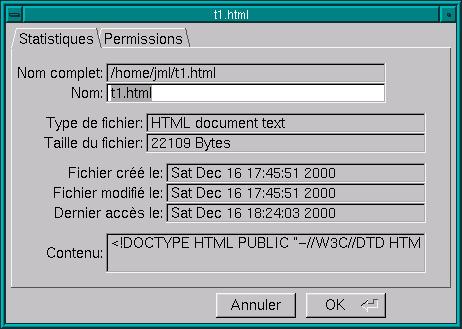 t1.html
Statistiques Permissions
Nom complet: /home/jml/t1.html
Nom: t1.html
Type de fichier: HTML document text
Taille du fichier: 22109 Bytes
Fichier créé le: Sat Dec 16 17:45:51 2000
Fichier modifié le: Sat Dec 16 17:45:51 2000
Dernier accès le: Sat Dec 16 18:24:03 2000
Contenu: <!DOCTYPE HTML PUBLIC "-//W3C//DTD HTM
Annuler OK